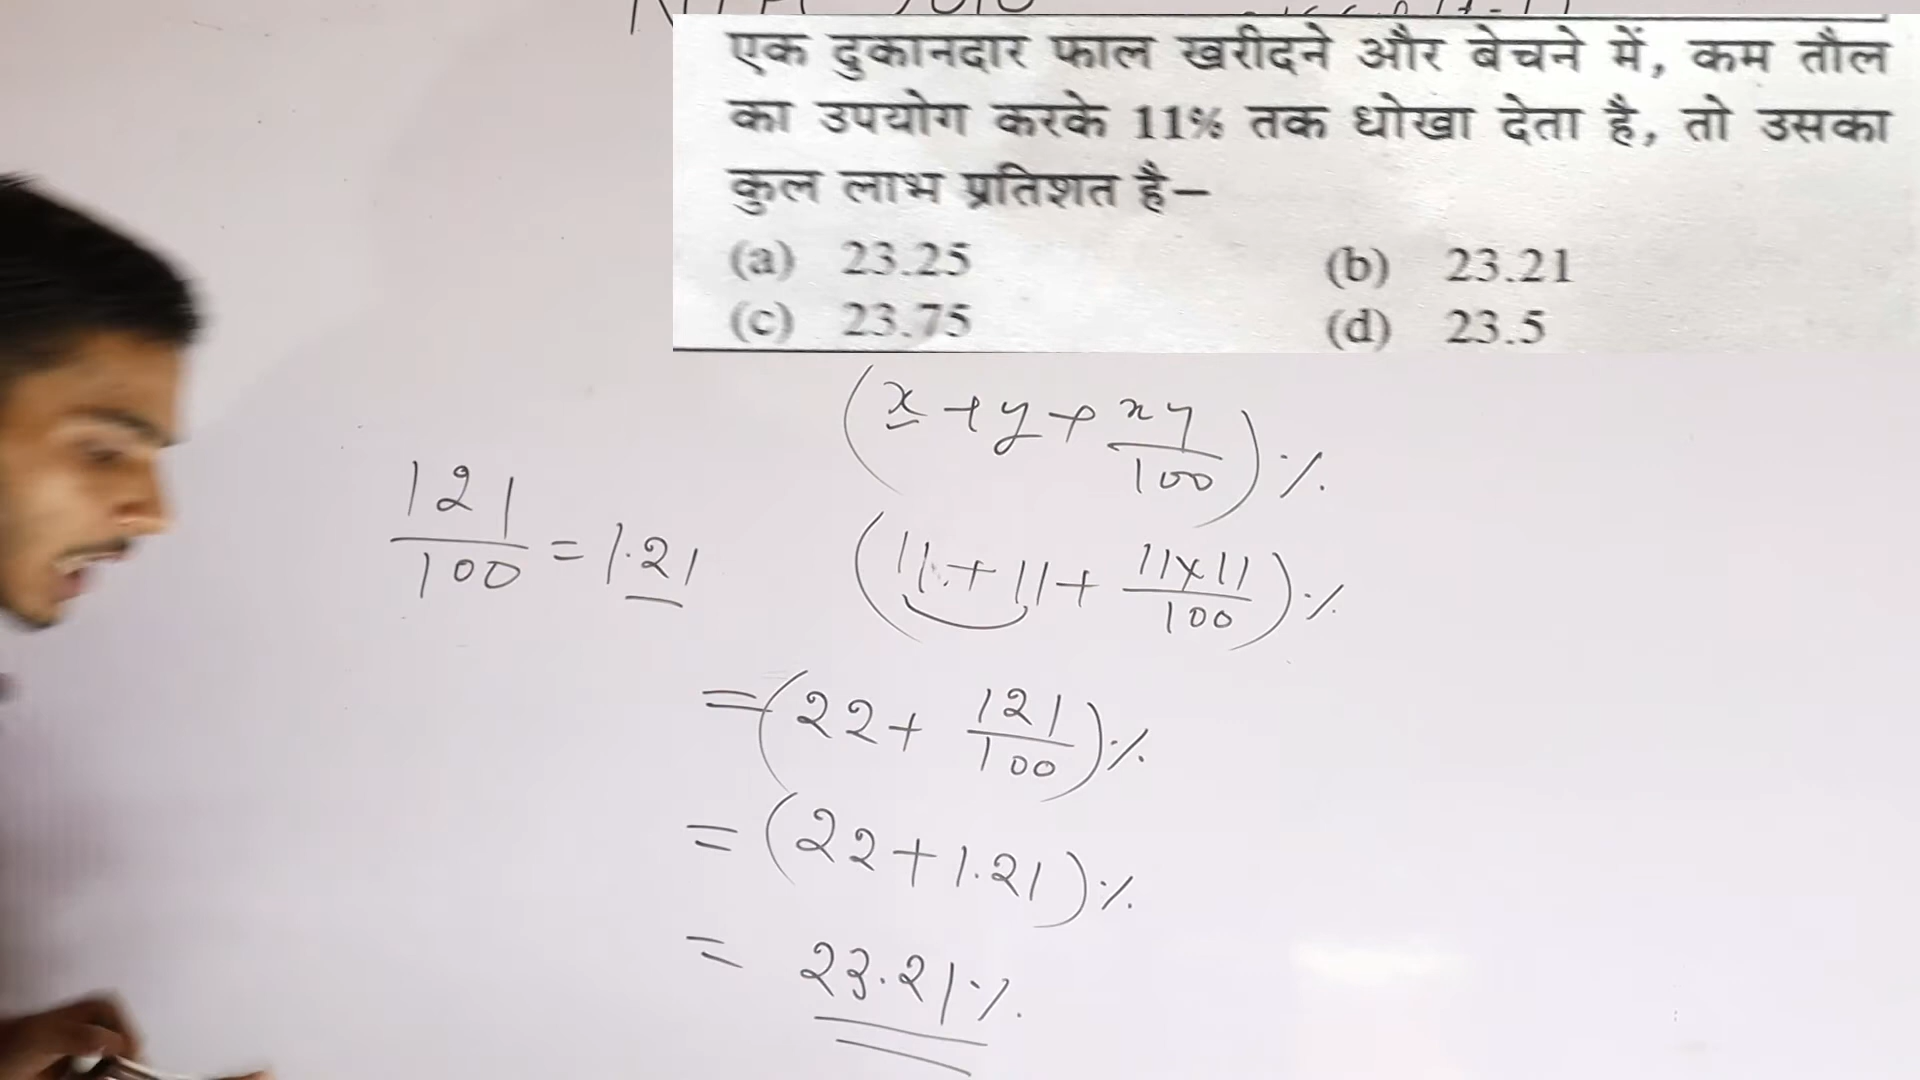 एक दुकानदार फाल खरीदने और बेचने में, कम तौल
का उपयोग करके 11% तक धोखा देता है, तो उसका
कुल लाभ प्रतिशत है–
(a) 23.25 (b) 23.21
(c) 23.75 (d) 23.5
(x + y + xy/100)%
121/100 = 1.21
(11 + 11 + 11×11/100)%
= (22 + 121/100)%
= (22 + 1.21)%
= 23.21%